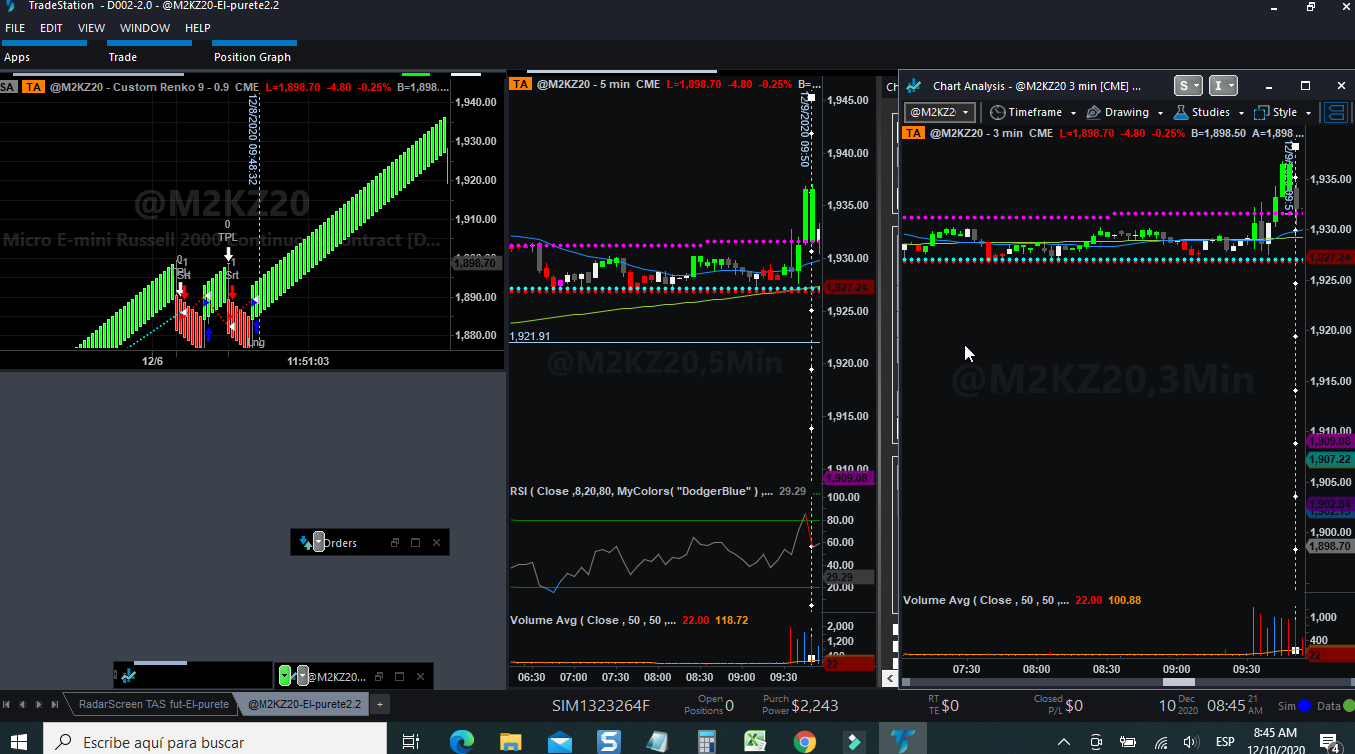 TradeStation - D002-2.0 - @M2KZ20-El-purete2.2
FILE EDIT VIEW WINDOW HELP
Apps Trade Position Graph
SA TA @M2KZ20 - Custom Renko 9 - 0.9 CME L=1,898.70 -4.80 -0.25% B=1,898....
@M2KZ20
12/8/2020 09:48:32
0
TPL
-1
Srt
-1
Srt
Lng
1,940.00
1,930.00
1,920.00
1,910.00
1,898.70
1,890.00
1,880.00
12/6 11:51:03
TA @M2KZ20 - 5 min CME L=1,898.70 -4.80 -0.25% B=...
12/9/2020 09:50
1,921.91
@M2KZ20,5Min
1,945.00
1,940.00
1,935.00
1,930.00
1,927.24
1,925.00
1,920.00
1,915.00
1,910.00
1,909.08
RSI ( Close ,8,20,80, MyColors( "DodgerBlue" ) ,... 29.29 ...
100.00
80.00
60.00
40.00
29.29
20.00
Volume Avg ( Close , 50 , 50 ,... 22.00 118.72
2,000
1,200
400
22
06:30 07:00 07:30 08:00 08:30 09:00 09:30
Ch
Chart Analysis - @M2KZ20 3 min [CME] ...
S I
@M2KZ2 Timeframe Drawing Studies Style
TA @M2KZ20 - 3 min CME L=1,898.70 -4.80 -0.25% B=1,898.50 A=1,898 ...
@M2KZ20,3Min
1,935.00
1,930.00
1,927.24
1,925.00
1,920.00
1,915.00
1,910.00
1,909.08
1,907.22
1,905.00
1,902.84
1,900.00
1,898.70
Volume Avg ( Close , 50 , 50 ,... 22.00 100.88
1,000
400
22
07:30 08:00 08:30 09:00 09:30
Orders
@M2KZ20...
RadarScreen TAS fut-El-purete @M2KZ20-El-purete2.2 +
SIM1323264F
Open Positions 0
Purch Power $2,243
RT TE $0
Closed P/L $0
10 Dec 2020
08:45 21 AM
Sim Data
Escribe aquí para buscar
ESP
8:45 AM
12/10/2020
4